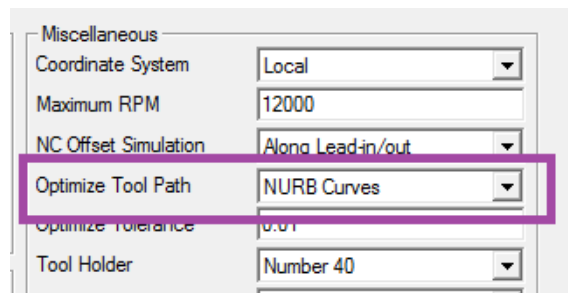 Miscellaneous
Coordinate System Local
Maximum RPM 12000
NC Offset Simulation Along Lead-in/out
Optimize Tool Path NURB Curves
Optimize Tolerance 0.01
Tool Holder Number 40